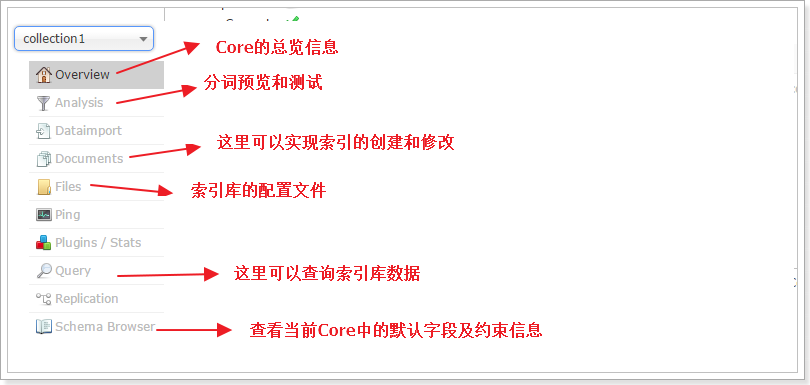 collection1
Core的总览信息
Overview
分词预览和测试
Analysis
Dataimport
这里可以实现索引的创建和修改
Documents
Files
索引库的配置文件
Ping
Plugins / Stats
Query
这里可以查询索引库数据
Replication
Schema Browser
查看当前Core中的默认字段及约束信息